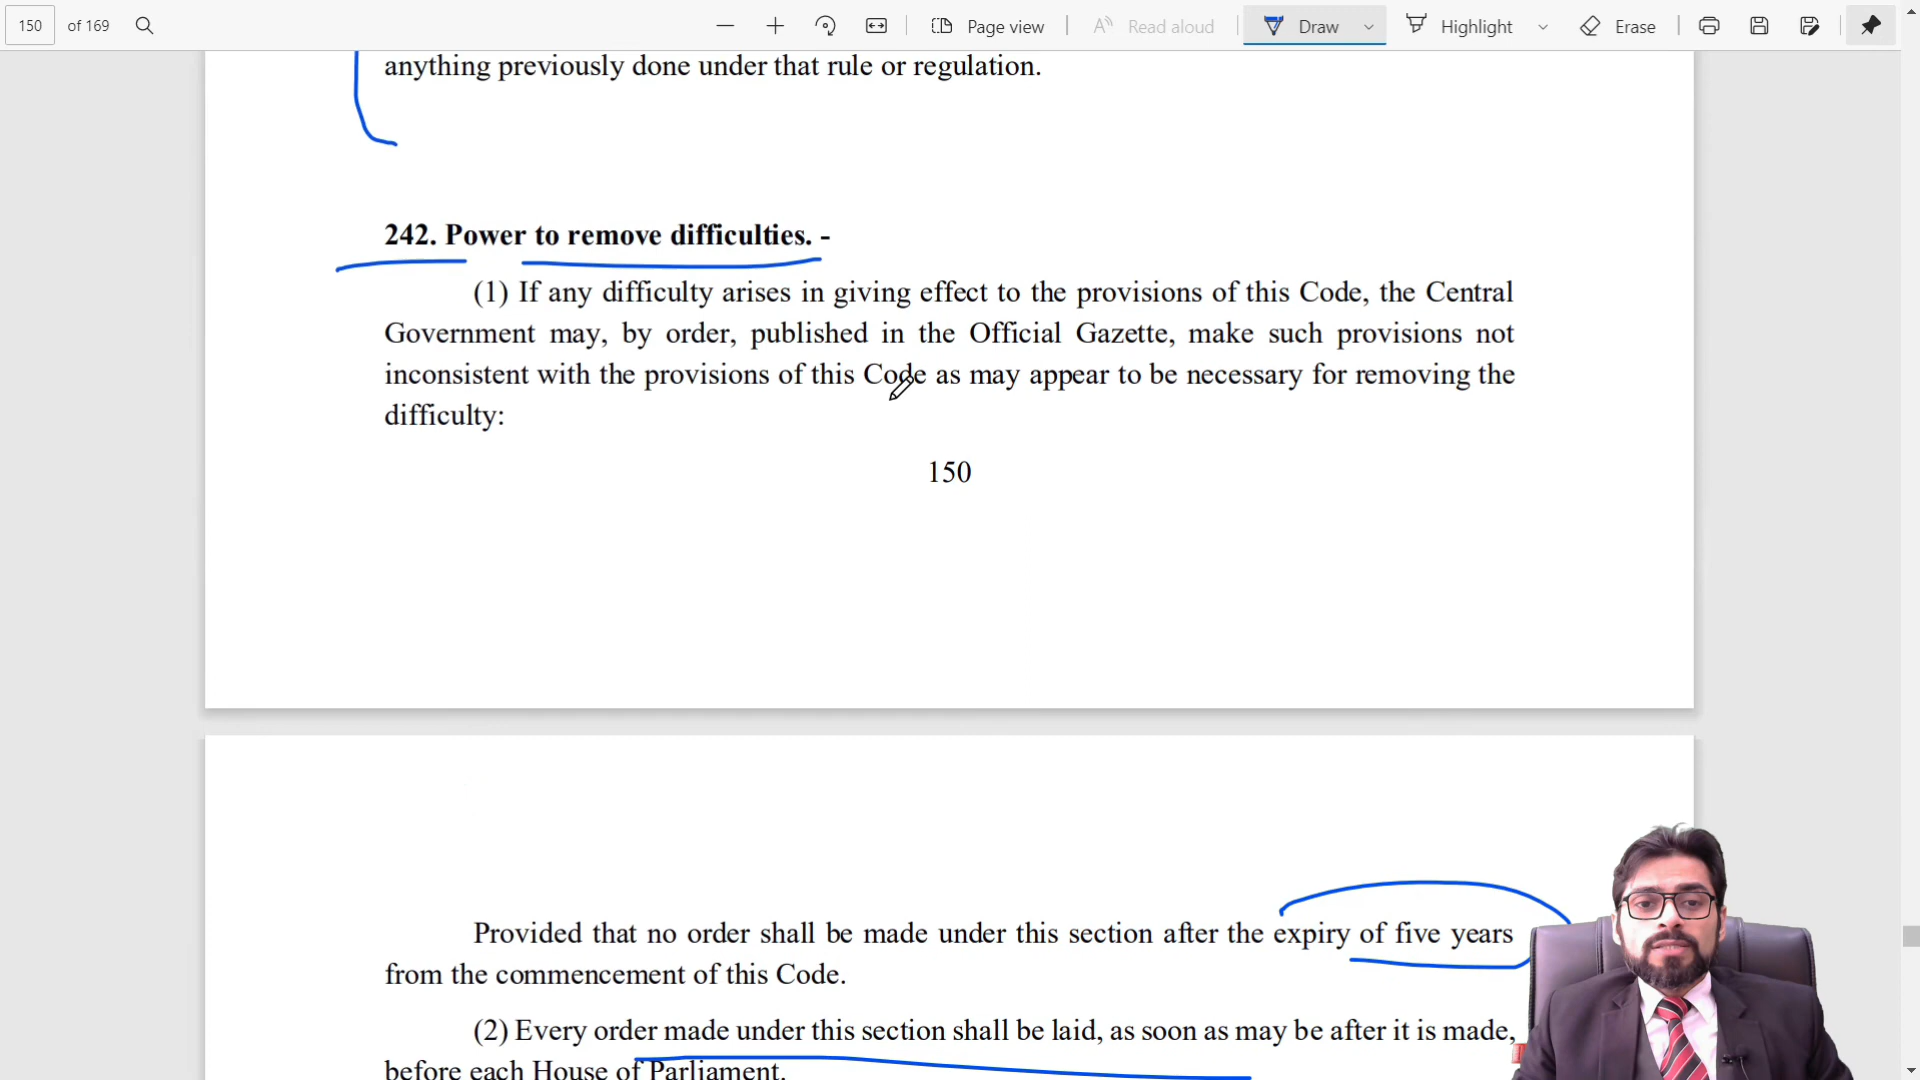 150 of 169 Page view Read aloud Draw Highlight Erase
anything previously done under that rule or regulation.
242. Power to remove difficulties. -
(1) If any difficulty arises in giving effect to the provisions of this Code, the Central
Government may, by order, published in the Official Gazette, make such provisions not
inconsistent with the provisions of this Code as may appear to be necessary for removing the
difficulty:
150
Provided that no order shall be made under this section after the expiry of five years
from the commencement of this Code.
(2) Every order made under this section shall be laid, as soon as may be after it is made,
before each House of Parliament.